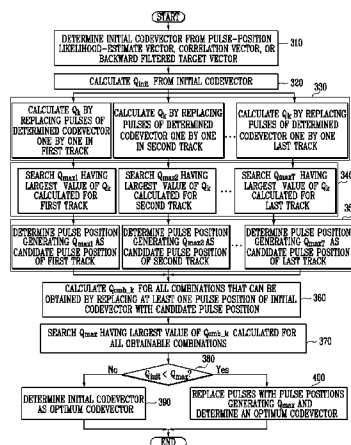 START
DETERMINE INITIAL CODEVECTOR FROM PULSE-POSITION
LIKELIHOOD-ESTIMATE VECTOR, CORRELATION VECTOR, OR
BACKWARD FILTERED TARGET VECTOR
310
CALCULATE Qinit FROM INITIAL CODEVECTOR
320
330
CALCULATE Qk BY
REPLACING PULSES OF
DETERMINED CODEVECTOR
ONE BY ONE IN
FIRST TRACK
CALCULATE Qk BY REPLACING
PULSES OF DETERMINED
CODEVECTOR ONE BY ONE
IN SECOND TRACK
...
CALCULATE Qk BY REPLACING
PULSES OF DETERMINED
CODEVECTOR ONE BY ONE
IN LAST TRACK
340
SEARCH Qmax1 HAVING
LARGEST VALUE OF Qk
CALCULATED FOR
FIRST TRACK
SEARCH Qmax2 HAVING
LARGEST VALUE OF Qk
CALCULATED FOR
SECOND TRACK
...
SEARCH QmaxT HAVING
LARGEST VALUE OF Qk
CALCULATED FOR
LAST TRACK
DETERMINE PULSE POSITION
GENERATING Qmax1 AS
CANDIDATE PULSE POSITION
OF FIRST TRACK
DETERMINE PULSE POSITION
GENERATING Qmax2 AS
CANDIDATE PULSE POSITION
OF SECOND TRACK
...
DETERMINE PULSE POSITION
GENERATING QmaxT AS
CANDIDATE PULSE POSITION
OF LAST TRACK
CALCULATE Qcmb_k FOR ALL COMBINATIONS THAT CAN BE
OBTAINED BY REPLACING AT LEAST ONE PULSE POSITION OF INITIAL
CODEVECTOR WITH CANDIDATE PULSE POSITION
360
SEARCH Qmax HAVING LARGEST VALUE OF Qcmb_k CALCULATED FOR
ALL OBTAINABLE COMBINATIONS
370
380
No
Qinit < Qmax?
Yes
DETERMINE INITIAL CODEVECTOR
AS OPTIMUM CODEVECTOR
390
400
REPLACE PULSES WITH PULSE POSITIONS
GENERATING Qmax AND
DETERMINE AN OPTIMUM CODEVECTOR
END